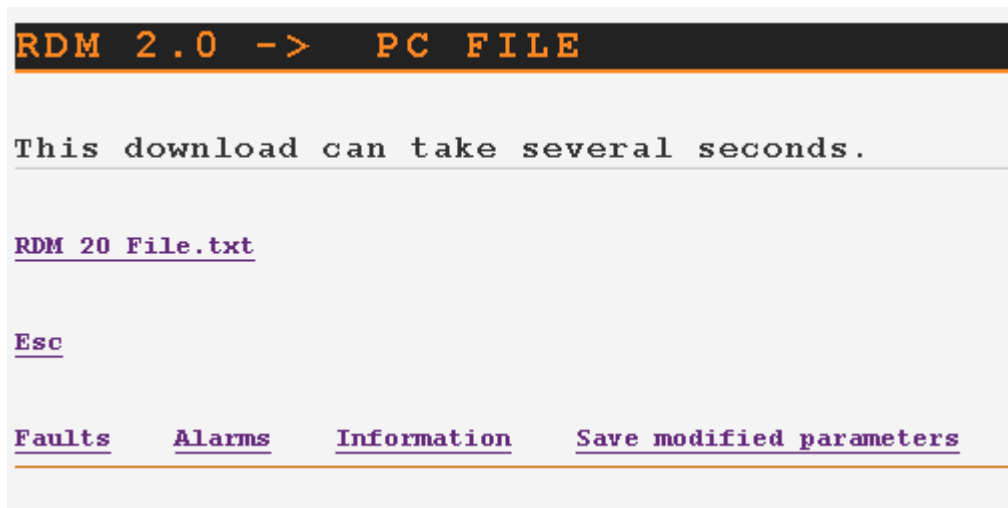 RDM 2.0 -> PC FILE
This download can take several seconds.
RDM 20 File.txt
Esc
Faults Alarms Information Save modified parameters